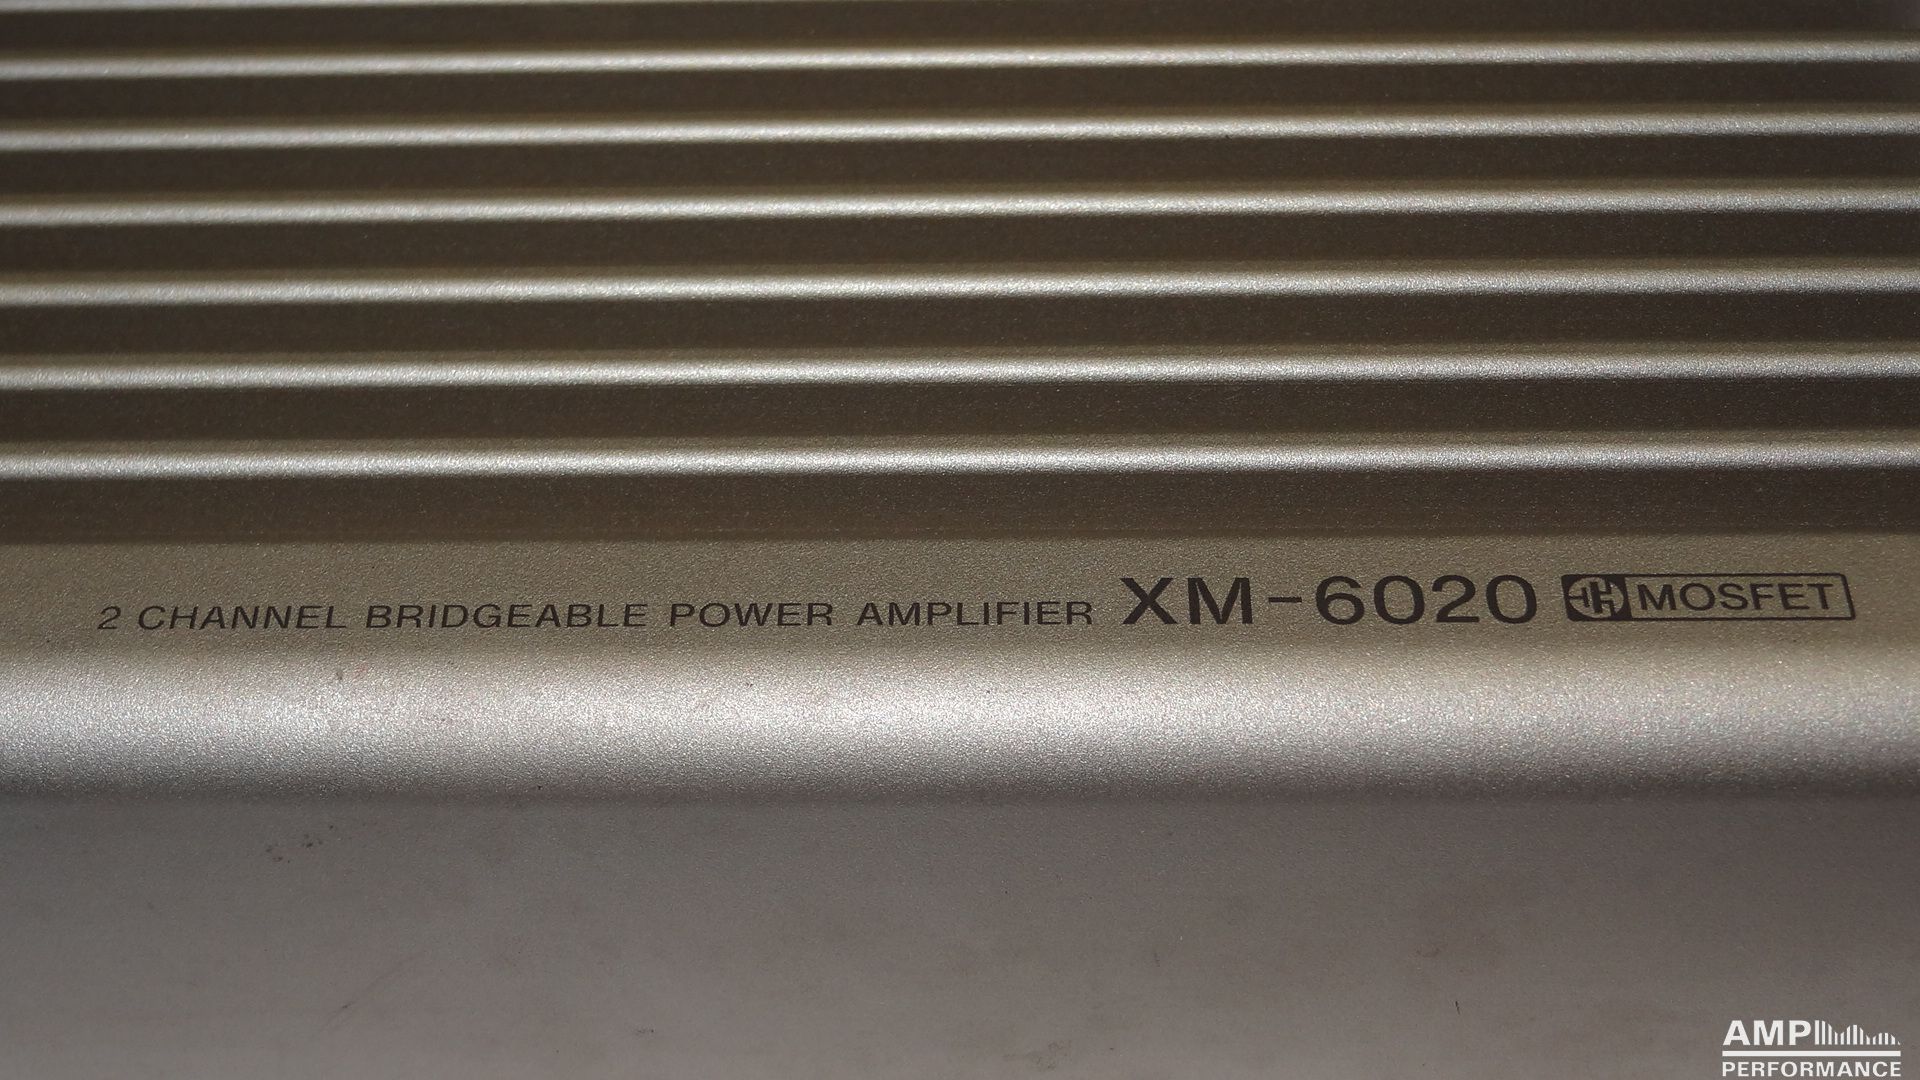 2 CHANNEL BRIDGEABLE POWER AMPLIFIER XM-6020 MOSFET
AMP
PERFORMANCE